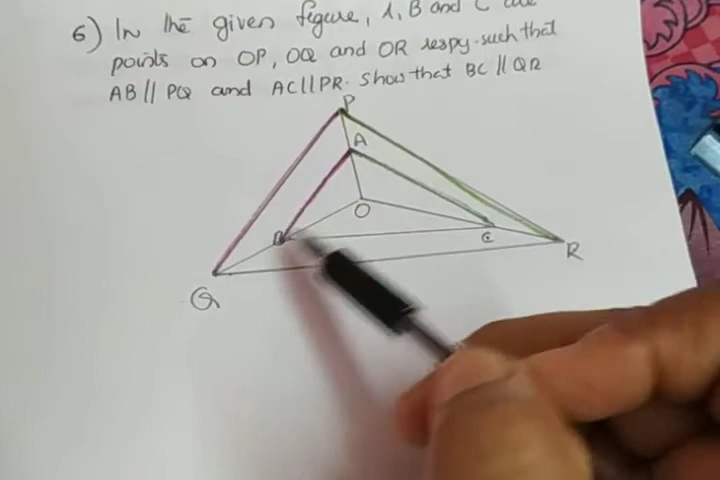 6) In the given figure, A, B and C are
points on OP, OQ and OR respy. such that
AB // PQ and AC // PR. Show that BC // QR
P
A
O
B
C
R
Q